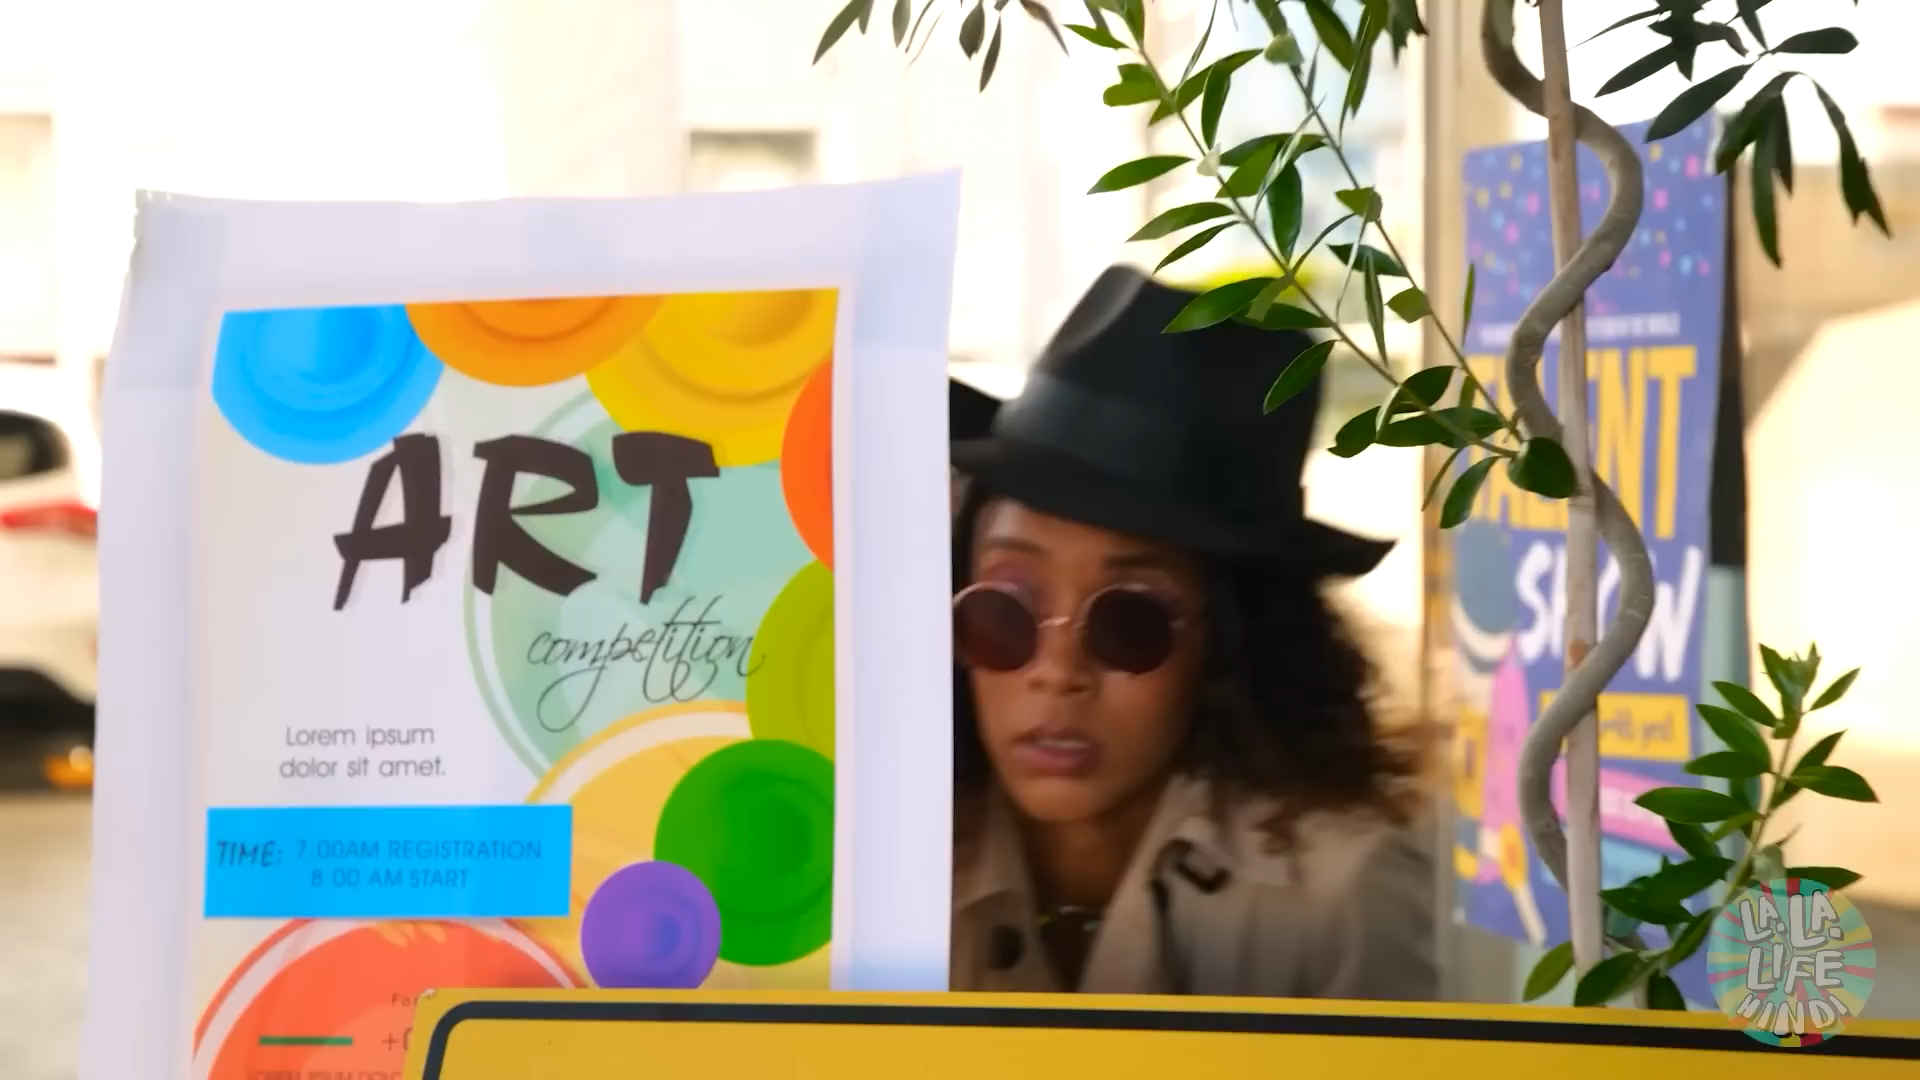 ART
competition
Lorem ipsum
dolor sit amet.
TIME: 7:00AM REGISTRATION
8:00 AM START
TALENT
SHOW
LA LA
LIFE
HINDI